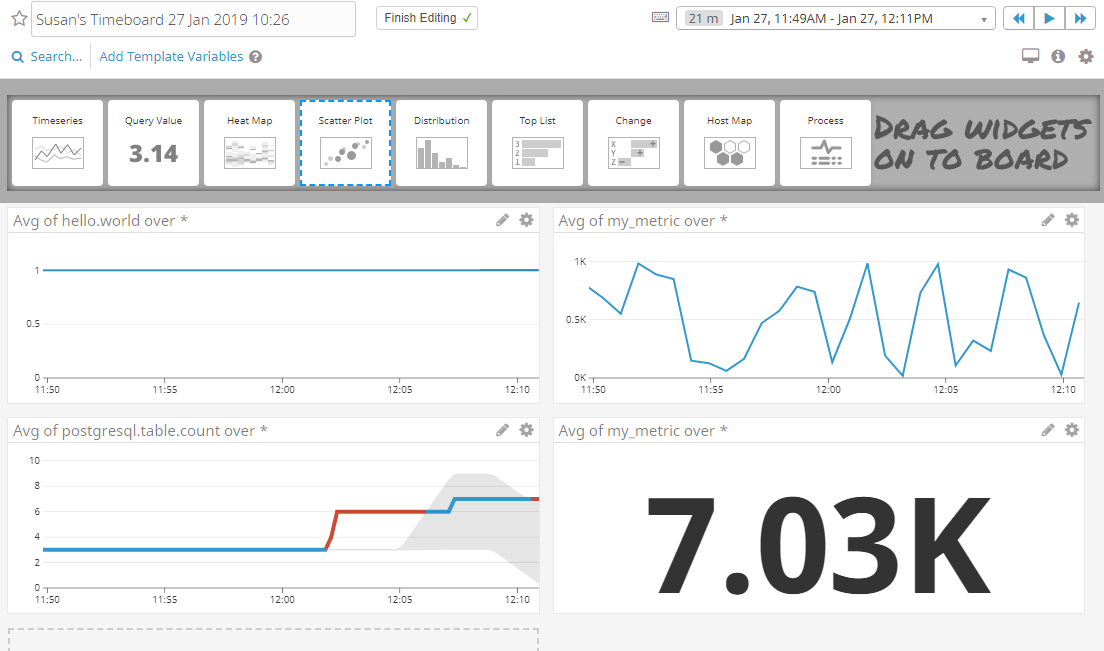 Susan's Timeboard 27 Jan 2019 10:26
Finish Editing ✓
21 m Jan 27, 11:49AM - Jan 27, 12:11PM
Search...
Add Template Variables ?
Timeseries
Query Value
3.14
Heat Map
Scatter Plot
Distribution
Top List
3
2
1
Change
X +
Y +
Z -
Host Map
Process
DRAG WIDGETS
ON TO BOARD
Avg of hello.world over *
1
0.5
0
11:50 11:55 12:00 12:05 12:10
Avg of my_metric over *
1K
0.5K
0K
11:50 11:55 12:00 12:05 12:10
Avg of postgresql.table.count over *
10
8
6
4
2
0
11:50 11:55 12:00 12:05 12:10
Avg of my_metric over *
7.03K